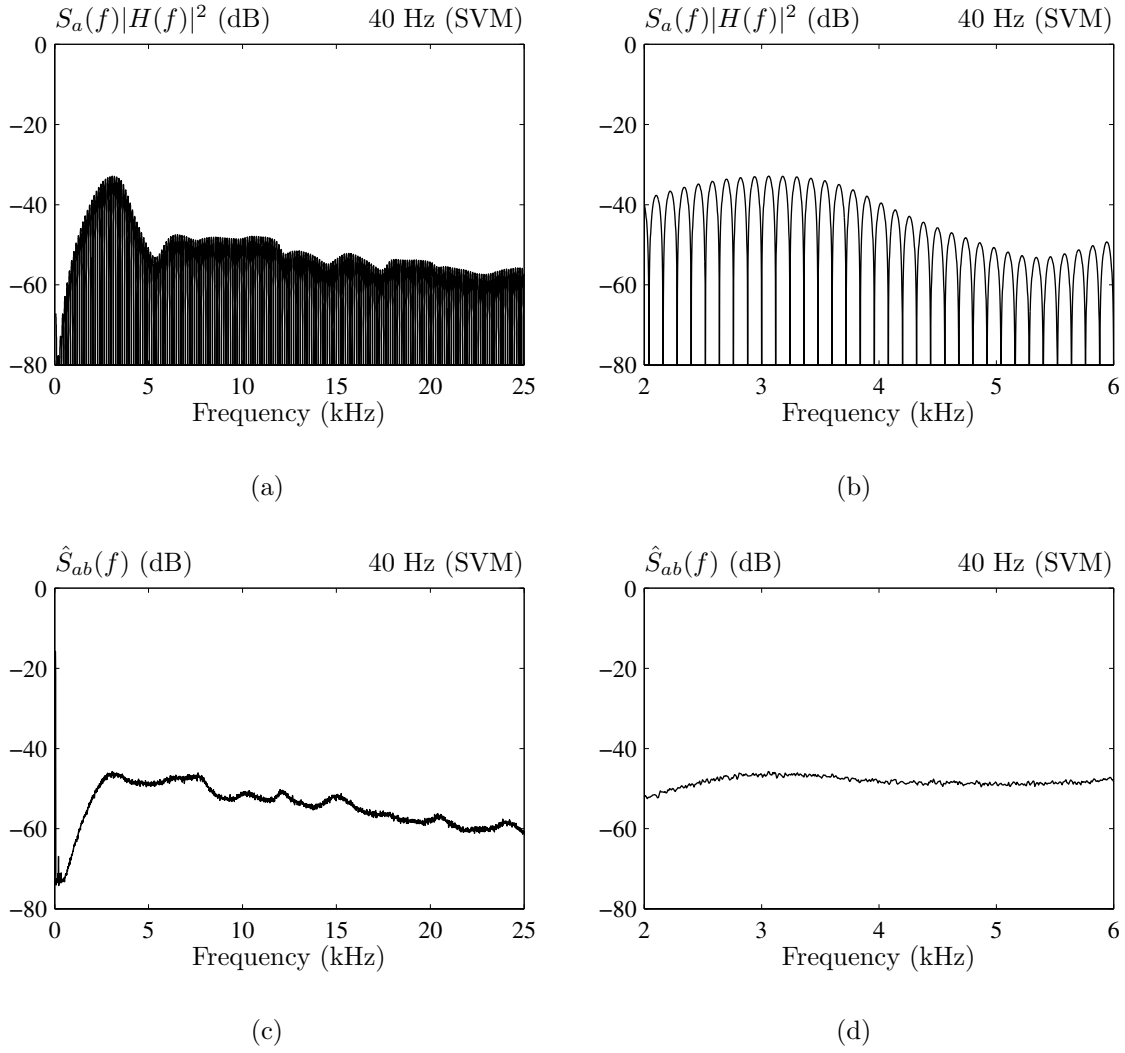 S_a(f)|H(f)|² (dB) 40 Hz (SVM)
0
−20
−40
−60
−80
0 5 10 15 20 25
Frequency (kHz)
(a)
S_a(f)|H(f)|² (dB) 40 Hz (SVM)
0
−20
−40
−60
−80
2 3 4 5 6
Frequency (kHz)
(b)
Ŝ_ab(f) (dB) 40 Hz (SVM)
0
−20
−40
−60
−80
0 5 10 15 20 25
Frequency (kHz)
(c)
Ŝ_ab(f) (dB) 40 Hz (SVM)
0
−20
−40
−60
−80
2 3 4 5 6
Frequency (kHz)
(d)